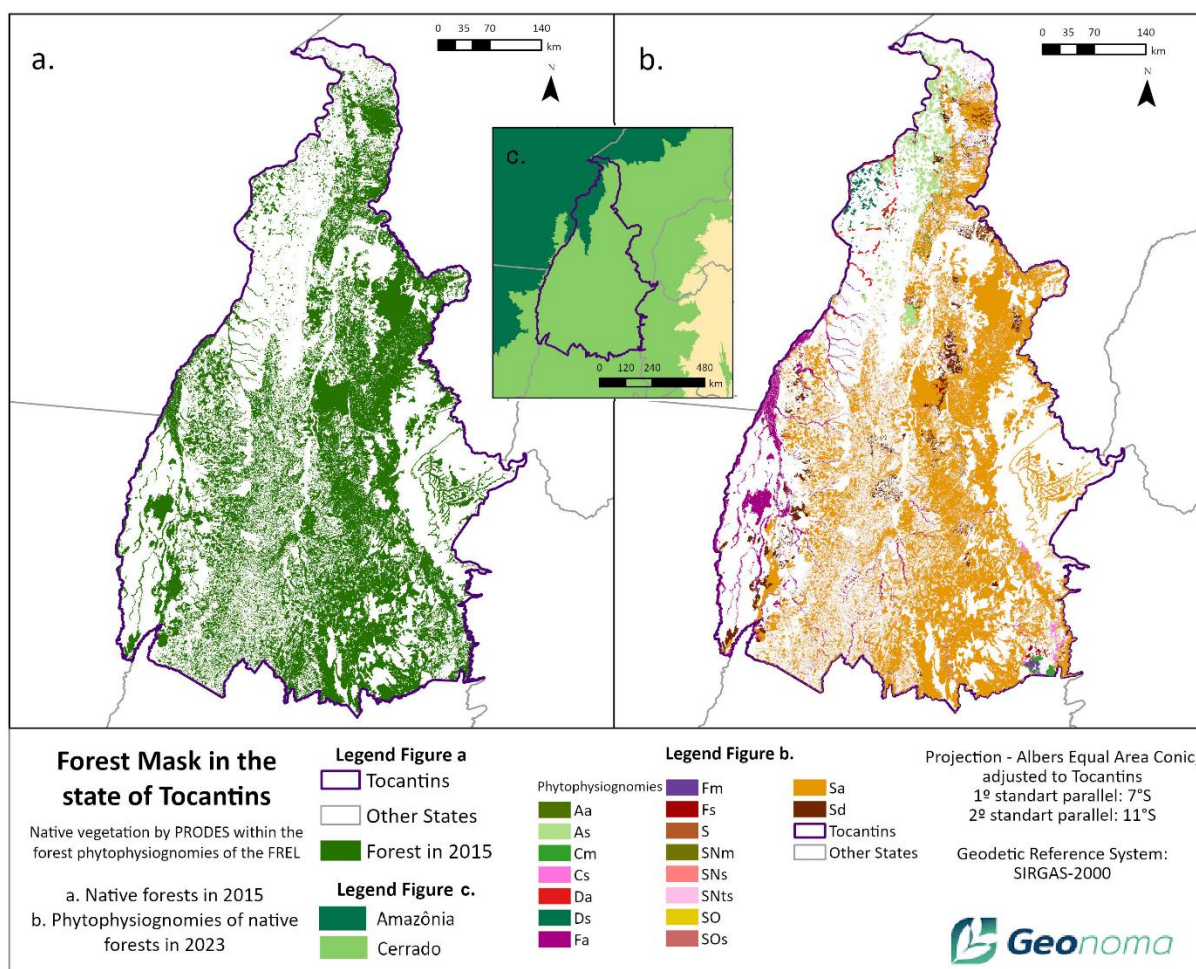 a.
0 35 70 140
km
N
b.
0 35 70 140
km
N
c.
0 120 240 480
km
Forest Mask in the
state of Tocantins
Native vegetation by PRODES within the
forest phytophysiognomies of the FREL
a. Native forests in 2015
b. Phytophysiognomies of native
forests in 2023
Legend Figure a
Tocantins
Other States
Forest in 2015
Legend Figure c.
Amazônia
Cerrado
Legend Figure b.
Phytophysiognomies
Aa
As
Cm
Cs
Da
Ds
Fa
Fm
Fs
S
SNm
SNs
SNts
SO
SOs
Sa
Sd
Tocantins
Other States
Projection - Albers Equal Area Conic,
adjusted to Tocantins
1º standart parallel: 7°S
2º standart parallel: 11°S
Geodetic Reference System:
SIRGAS-2000
Geonoma